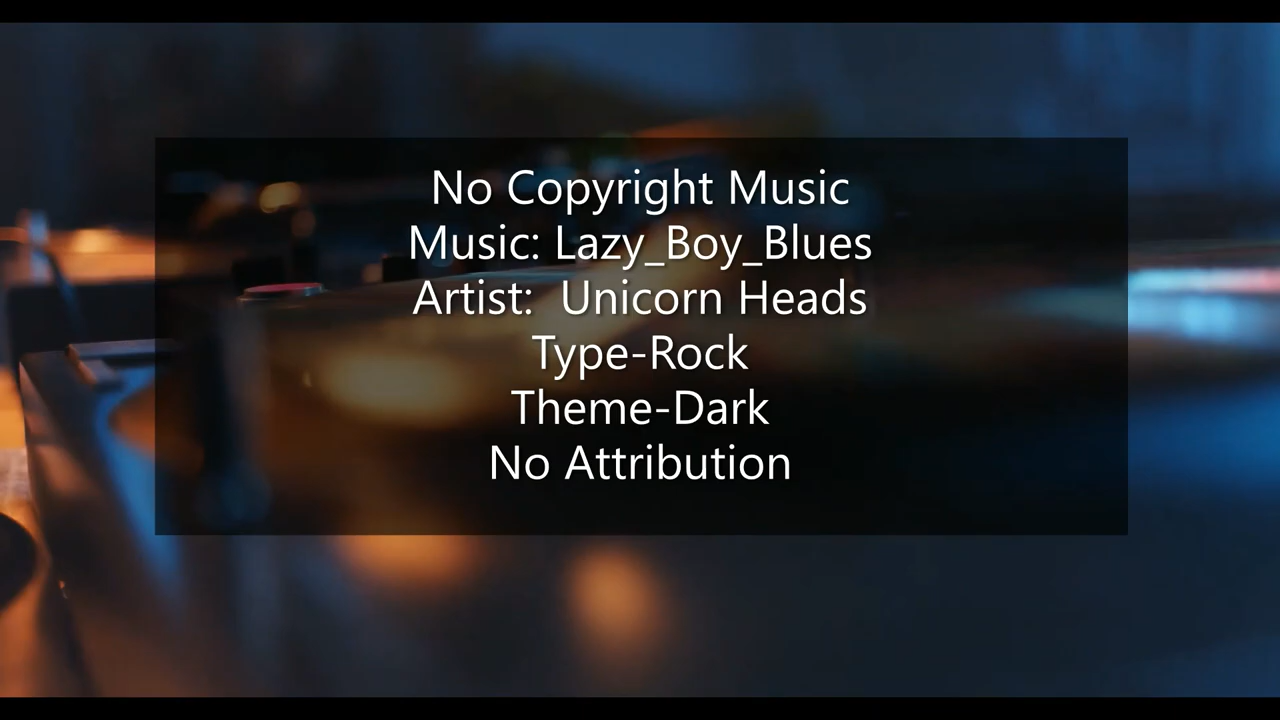 No Copyright Music
Music: Lazy_Boy_Blues
Artist:  Unicorn Heads
Type-Rock
Theme-Dark
No Attribution